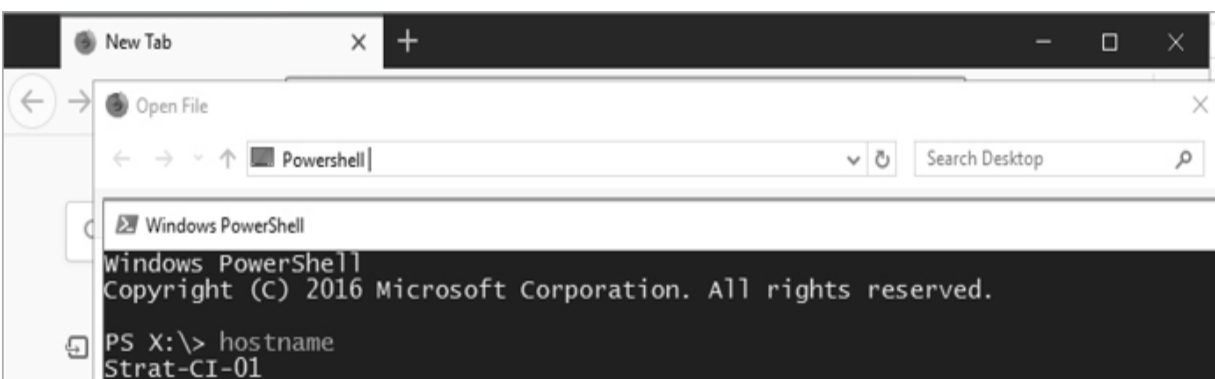 New Tab
Open File
Powershell
Search Desktop
Windows PowerShell
Windows PowerShell
Copyright (C) 2016 Microsoft Corporation. All rights reserved.
PS X:\> hostname
Strat-CI-01